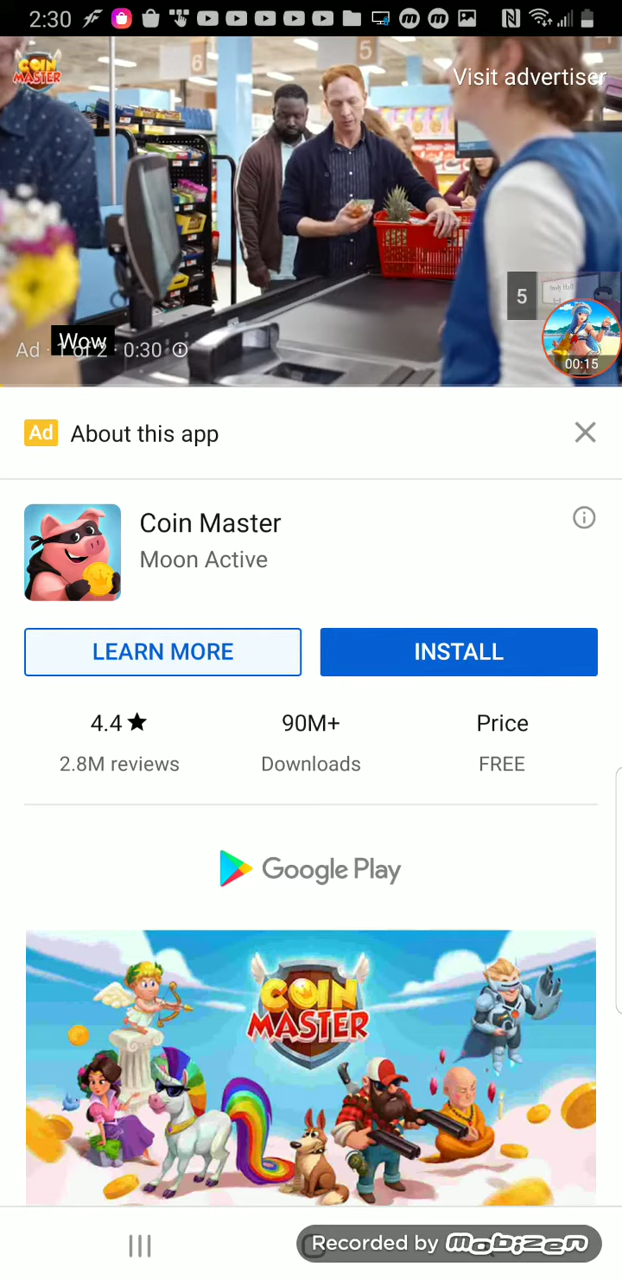 2:30
6
5
COIN
MASTER
Visit advertiser
5
Wow
Ad · 1 of 2 · 0:30
00:15
Ad About this app
Coin Master
Moon Active
LEARN MORE
INSTALL
4.4★
90M+
Price
2.8M reviews
Downloads
FREE
Google Play
COIN
MASTER
Recorded by mobizen